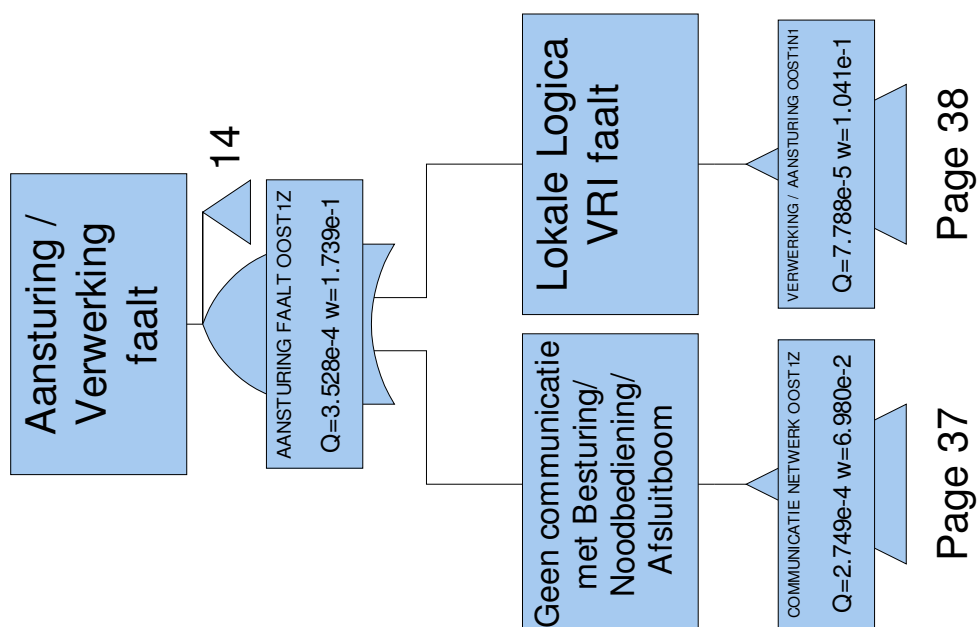 Aansturing /
Verwerking
faalt
14
AANSTURING FAALT OOST1Z
Q=3.528e-4 w=1.739e-1
Geen communicatie
met Besturing/
Noodbediening/
Afsluitboom
COMMUNICATIE NETWERK OOST1Z
Q=2.749e-4 w=6.980e-2
Page 37
Lokale Logica
VRI faalt
VERWERKING / AANSTURING OOST1N1
Q=7.788e-5 w=1.041e-1
Page 38